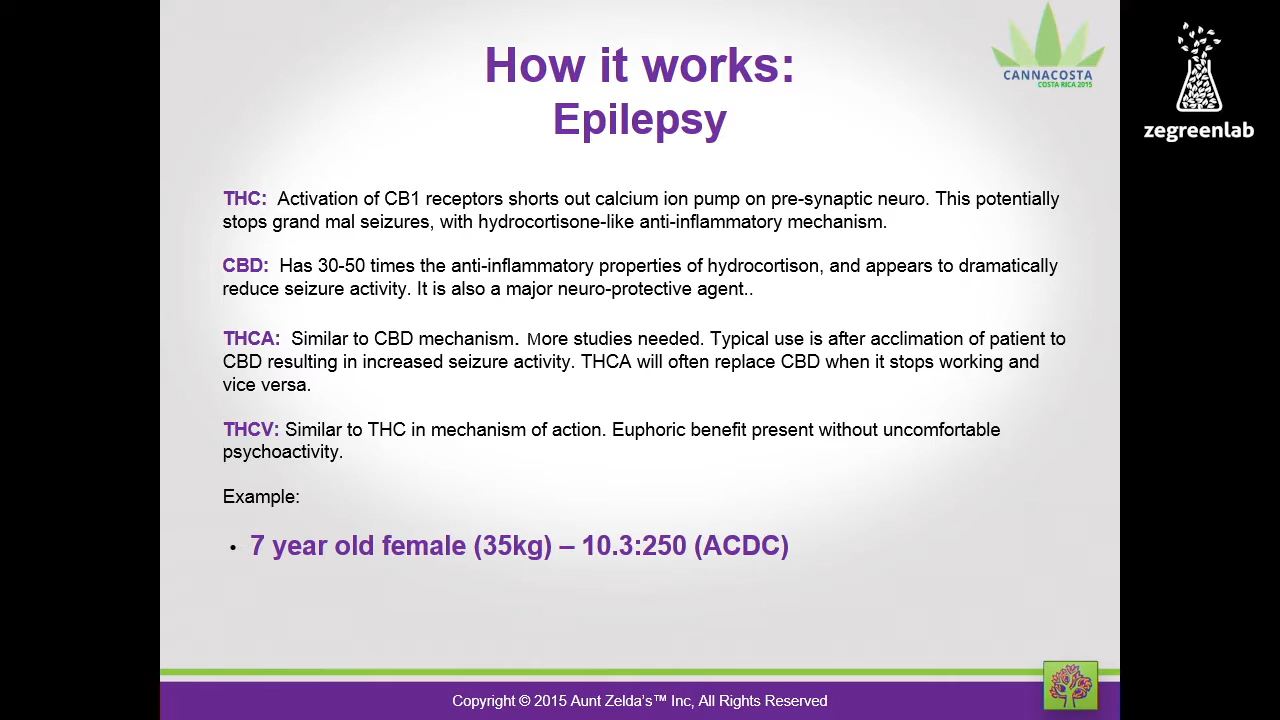 How it works:
Epilepsy
CANNACOSTA
COSTA RICA 2015
zegreenlab
THC: Activation of CB1 receptors shorts out calcium ion pump on pre-synaptic neuro. This potentially
stops grand mal seizures, with hydrocortisone-like anti-inflammatory mechanism.
CBD: Has 30-50 times the anti-inflammatory properties of hydrocortison, and appears to dramatically
reduce seizure activity. It is also a major neuro-protective agent..
THCA: Similar to CBD mechanism. More studies needed. Typical use is after acclimation of patient to
CBD resulting in increased seizure activity. THCA will often replace CBD when it stops working and
vice versa.
THCV: Similar to THC in mechanism of action. Euphoric benefit present without uncomfortable
psychoactivity.
Example:
• 7 year old female (35kg) – 10.3:250 (ACDC)
Copyright © 2015 Aunt Zelda's™ Inc, All Rights Reserved